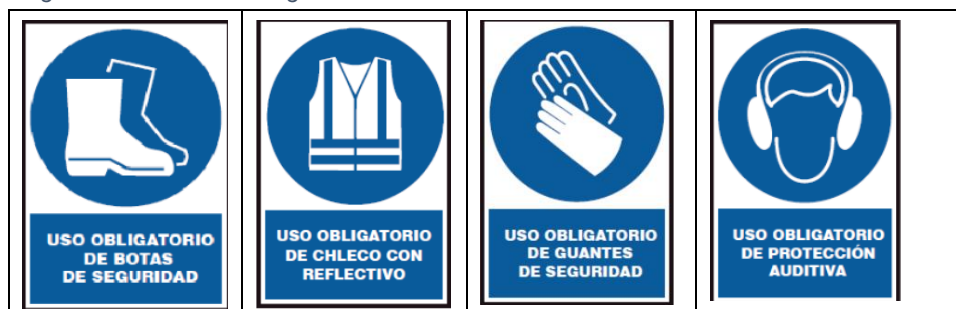 USO OBLIGATORIO
DE BOTAS
DE SEGURIDAD
USO OBLIGATORIO
DE CHLECO CON
REFLECTIVO
USO OBLIGATORIO
DE GUANTES
DE SEGURIDAD
USO OBLIGATORIO
DE PROTECCIÓN
AUDITIVA